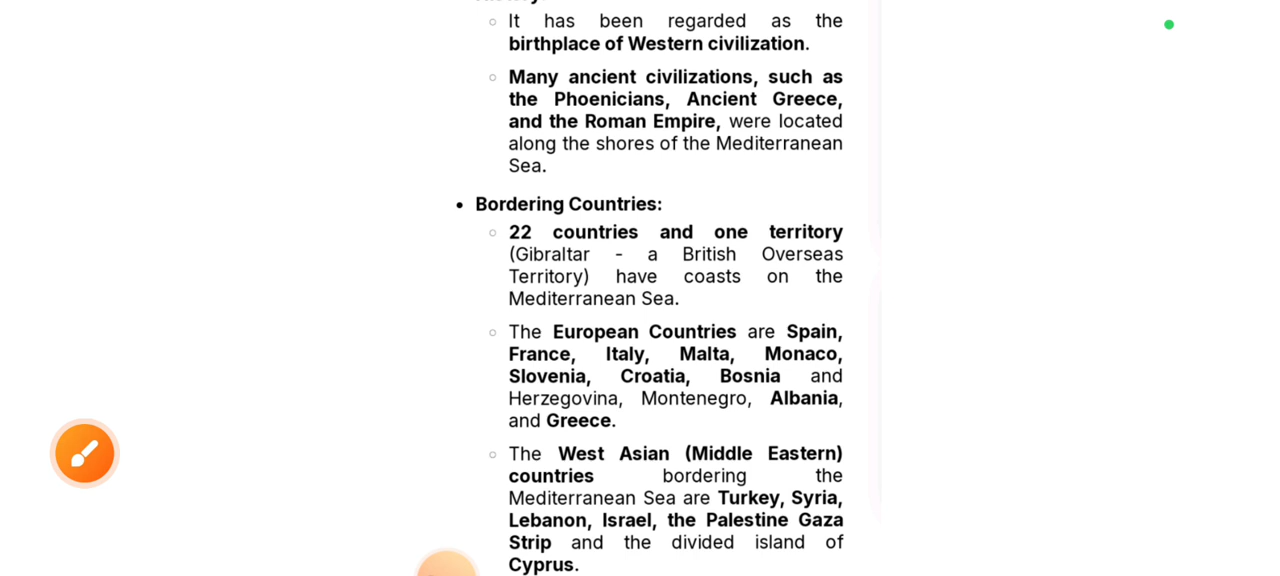 It has been regarded as the
birthplace of Western civilization.
Many ancient civilizations, such as
the Phoenicians, Ancient Greece,
and the Roman Empire, were located
along the shores of the Mediterranean
Sea.
Bordering Countries:
22 countries and one territory
(Gibraltar - a British Overseas
Territory) have coasts on the
Mediterranean Sea.
The European Countries are Spain,
France, Italy, Malta, Monaco,
Slovenia, Croatia, Bosnia and
Herzegovina, Montenegro, Albania,
and Greece.
The West Asian (Middle Eastern)
countries bordering the
Mediterranean Sea are Turkey, Syria,
Lebanon, Israel, the Palestine Gaza
Strip and the divided island of
Cyprus.